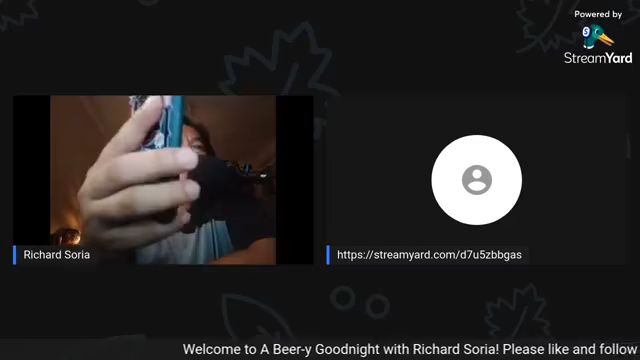 Powered by
StreamYard
Richard Soria
https://streamyard.com/d7u5zbbgas
Welcome to A Beer-y Goodnight with Richard Soria! Please like and follow